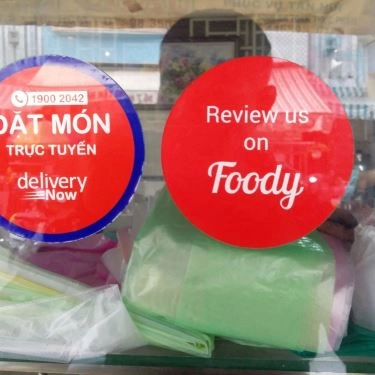 1900 2042
ĐẶT MÓN
TRỰC TUYẾN
delivery
Now
Review us
on
Foody